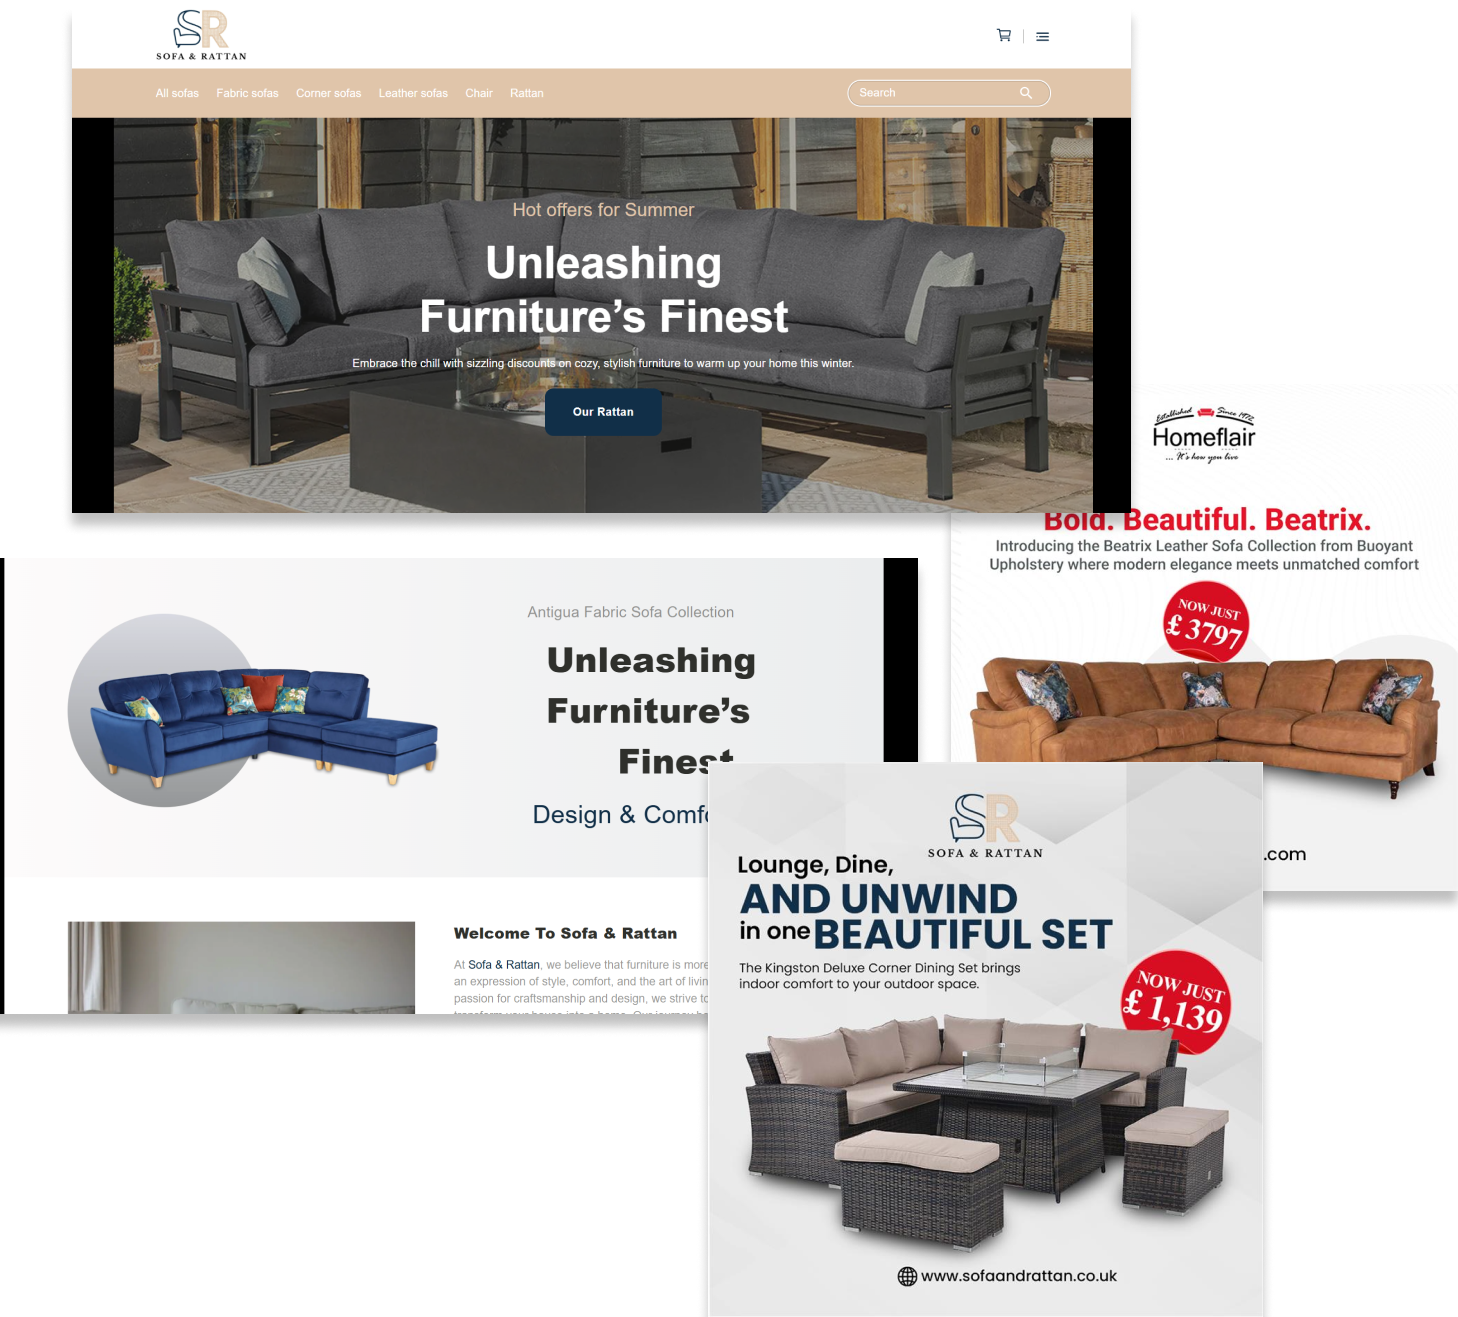 SR
SOFA & RATTAN
All sofas Fabric sofas Corner sofas Leather sofas Chair Rattan
Search
Hot offers for Summer
Unleashing
Furniture’s Finest
Embrace the chill with sizzling discounts on cozy, stylish furniture to warm up your home this winter.
Our Rattan
Established Since 1972
Homeflair
... It's how you live
Bold. Beautiful. Beatrix.
Introducing the Beatrix Leather Sofa Collection from Buoyant
Upholstery where modern elegance meets unmatched comfort
NOW JUST
£ 3797
.com
Antigua Fabric Sofa Collection
Unleashing
Furniture’s
Finest
Design & Comfo
Welcome To Sofa & Rattan
At Sofa & Rattan, we believe that furniture is more
an expression of style, comfort, and the art of livin
passion for craftsmanship and design, we strive to
SR
SOFA & RATTAN
Lounge, Dine,
AND UNWIND
in one BEAUTIFUL SET
The Kingston Deluxe Corner Dining Set brings
indoor comfort to your outdoor space.
NOW JUST
£ 1,139
www.sofaandrattan.co.uk